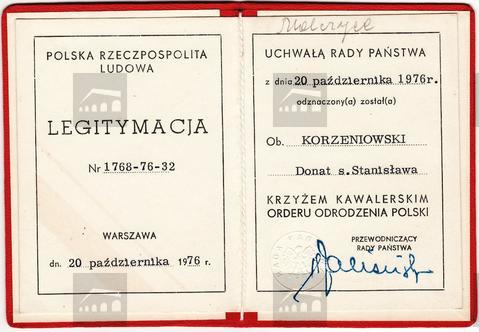 POLSKA RZECZPOSPOLITA
LUDOWA
LEGITYMACJA
Nr 1768-76-32
WARSZAWA
dn. 20 października 1976 r.
UCHWAŁĄ RADY PAŃSTWA
z dnia 20 października 1976r.
odznaczony(a) został(a)
Ob. KORZENIOWSKI
Donat s.Stanisława
KRZYŻEM KAWALERSKIM
ORDERU ODRODZENIA POLSKI
PRZEWODNICZĄCY
RADY PAŃSTWA